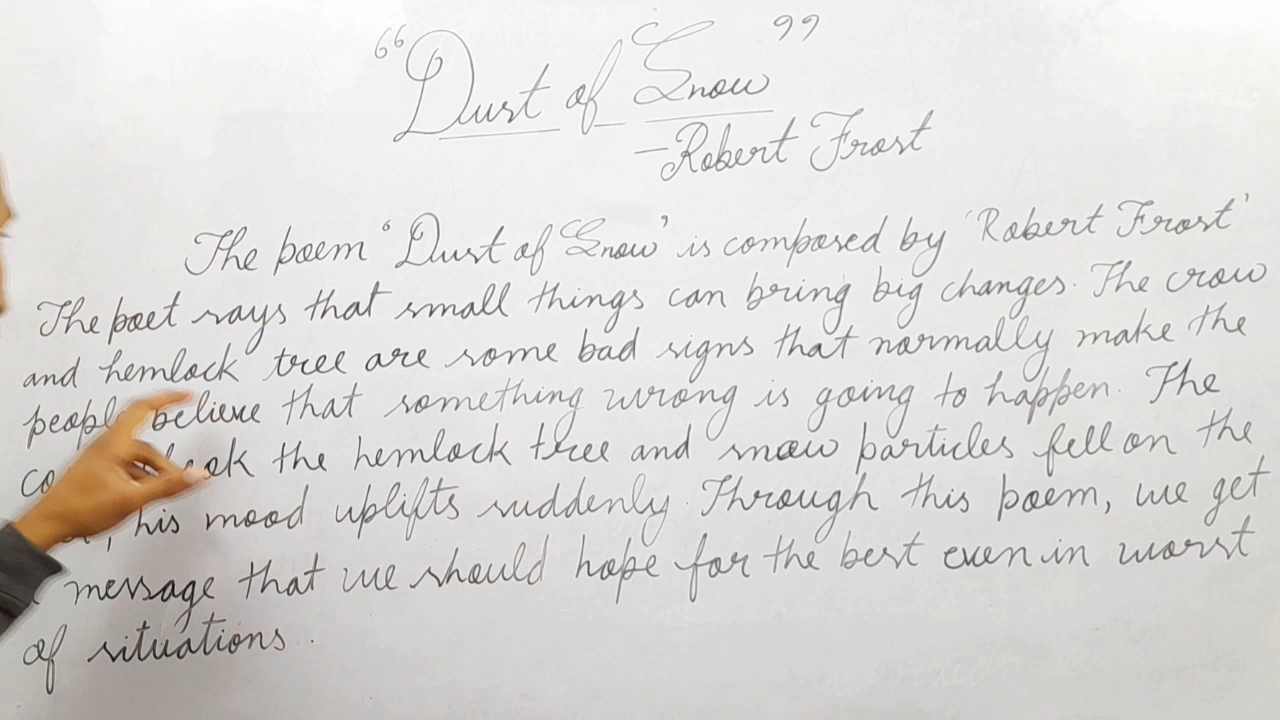 "Dust of Snow"
- Robert Frost
The poem 'Dust of Snow' is composed by 'Robert Frost'
The poet says that small things can bring big changes. The crow
and hemlock tree are some bad signs that normally make the
believe that something wrong is going to happen. The
the hemlock tree and snow particles fell on the
his mood uplifts suddenly. Through this poem, we get
message that we should hope for the best even in worst
of situations.